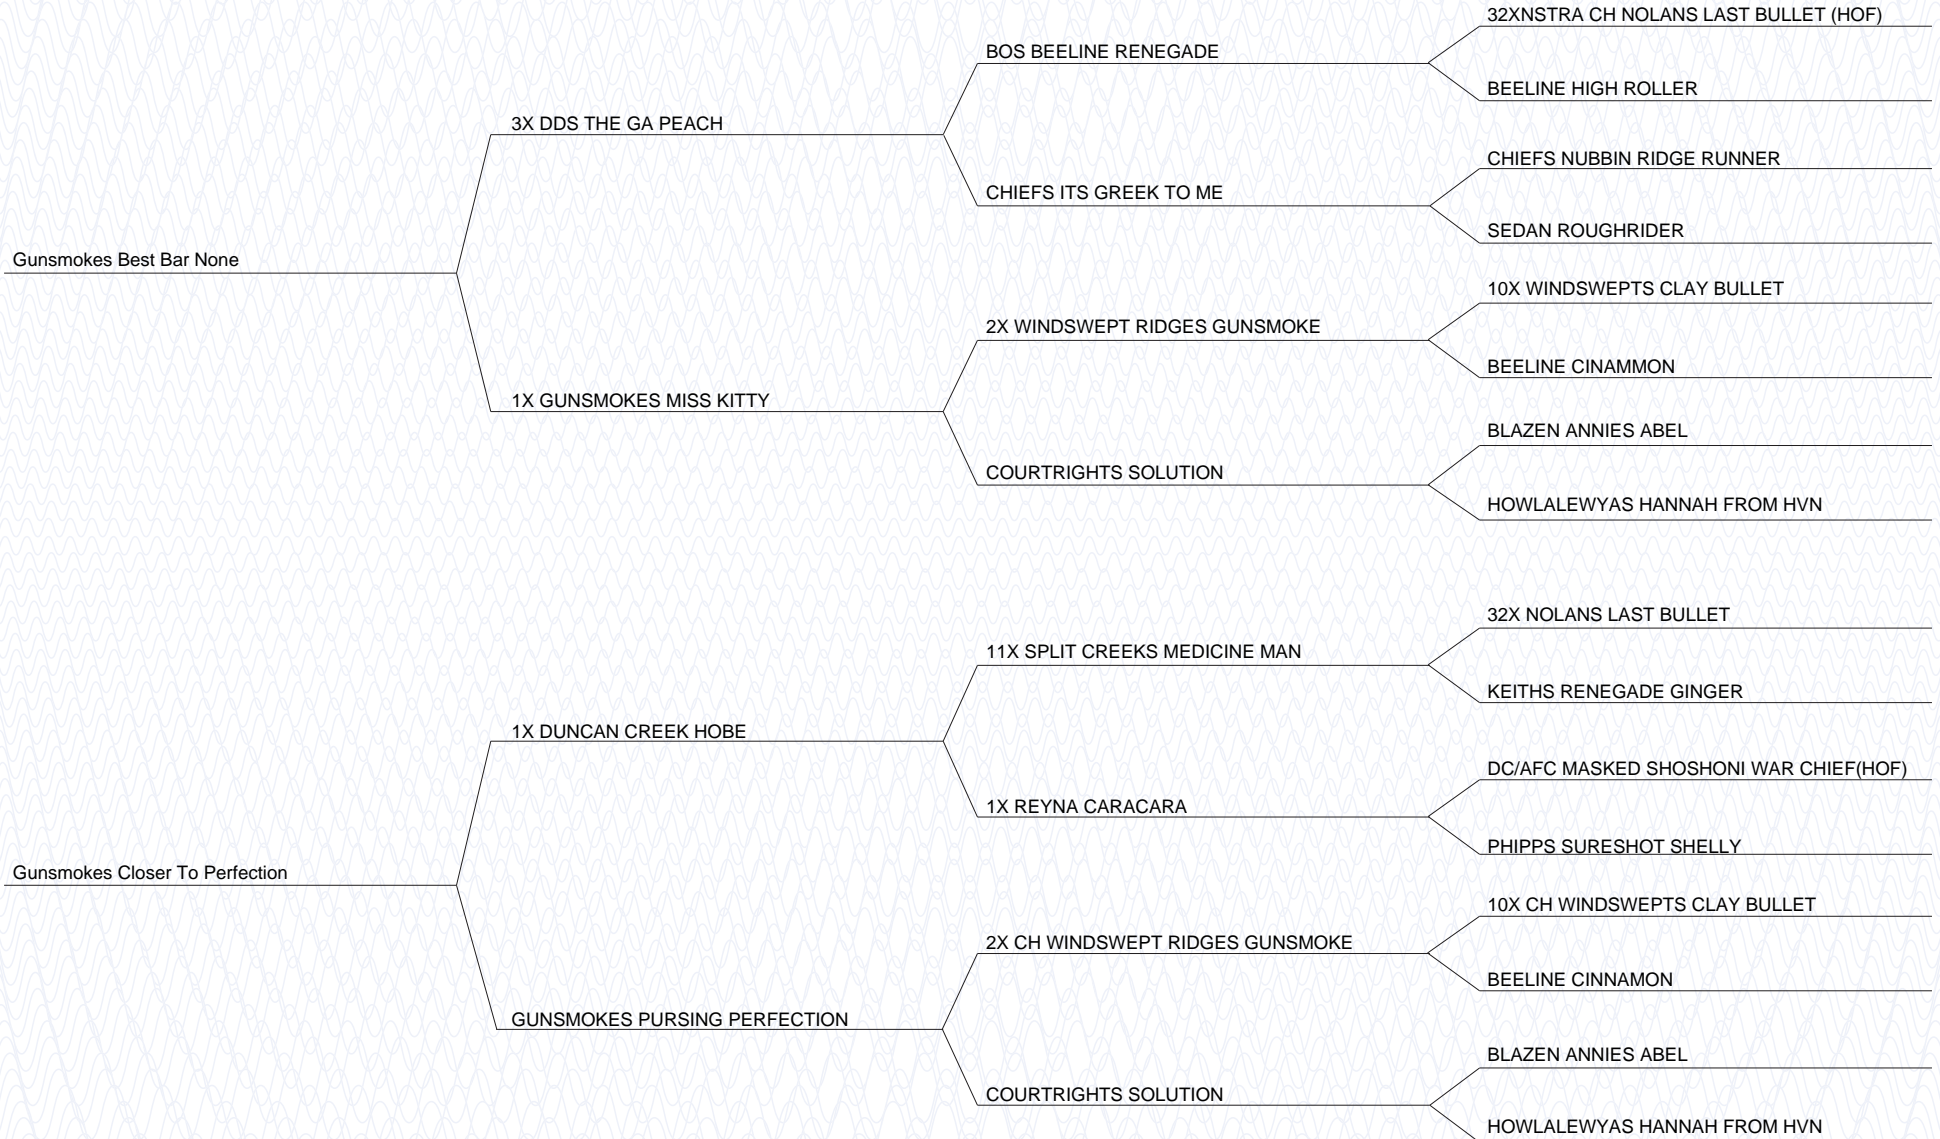 32XNSTRA CH NOLANS LAST BULLET (HOF)
BOS BEELINE RENEGADE
BEELINE HIGH ROLLER
3X DDS THE GA PEACH
CHIEFS NUBBIN RIDGE RUNNER
CHIEFS ITS GREEK TO ME
SEDAN ROUGHRIDER
Gunsmokes Best Bar None
10X WINDSWEPTS CLAY BULLET
2X WINDSWEPT RIDGES GUNSMOKE
BEELINE CINAMMON
1X GUNSMOKES MISS KITTY
BLAZEN ANNIES ABEL
COURTRIGHTS SOLUTION
HOWLALEWYAS HANNAH FROM HVN
32X NOLANS LAST BULLET
11X SPLIT CREEKS MEDICINE MAN
KEITHS RENEGADE GINGER
1X DUNCAN CREEK HOBE
DC/AFC MASKED SHOSHONI WAR CHIEF(HOF)
1X REYNA CARACARA
PHIPPS SURESHOT SHELLY
Gunsmokes Closer To Perfection
10X CH WINDSWEPTS CLAY BULLET
2X CH WINDSWEPT RIDGES GUNSMOKE
BEELINE CINNAMON
GUNSMOKES PURSING PERFECTION
BLAZEN ANNIES ABEL
COURTRIGHTS SOLUTION
HOWLALEWYAS HANNAH FROM HVN